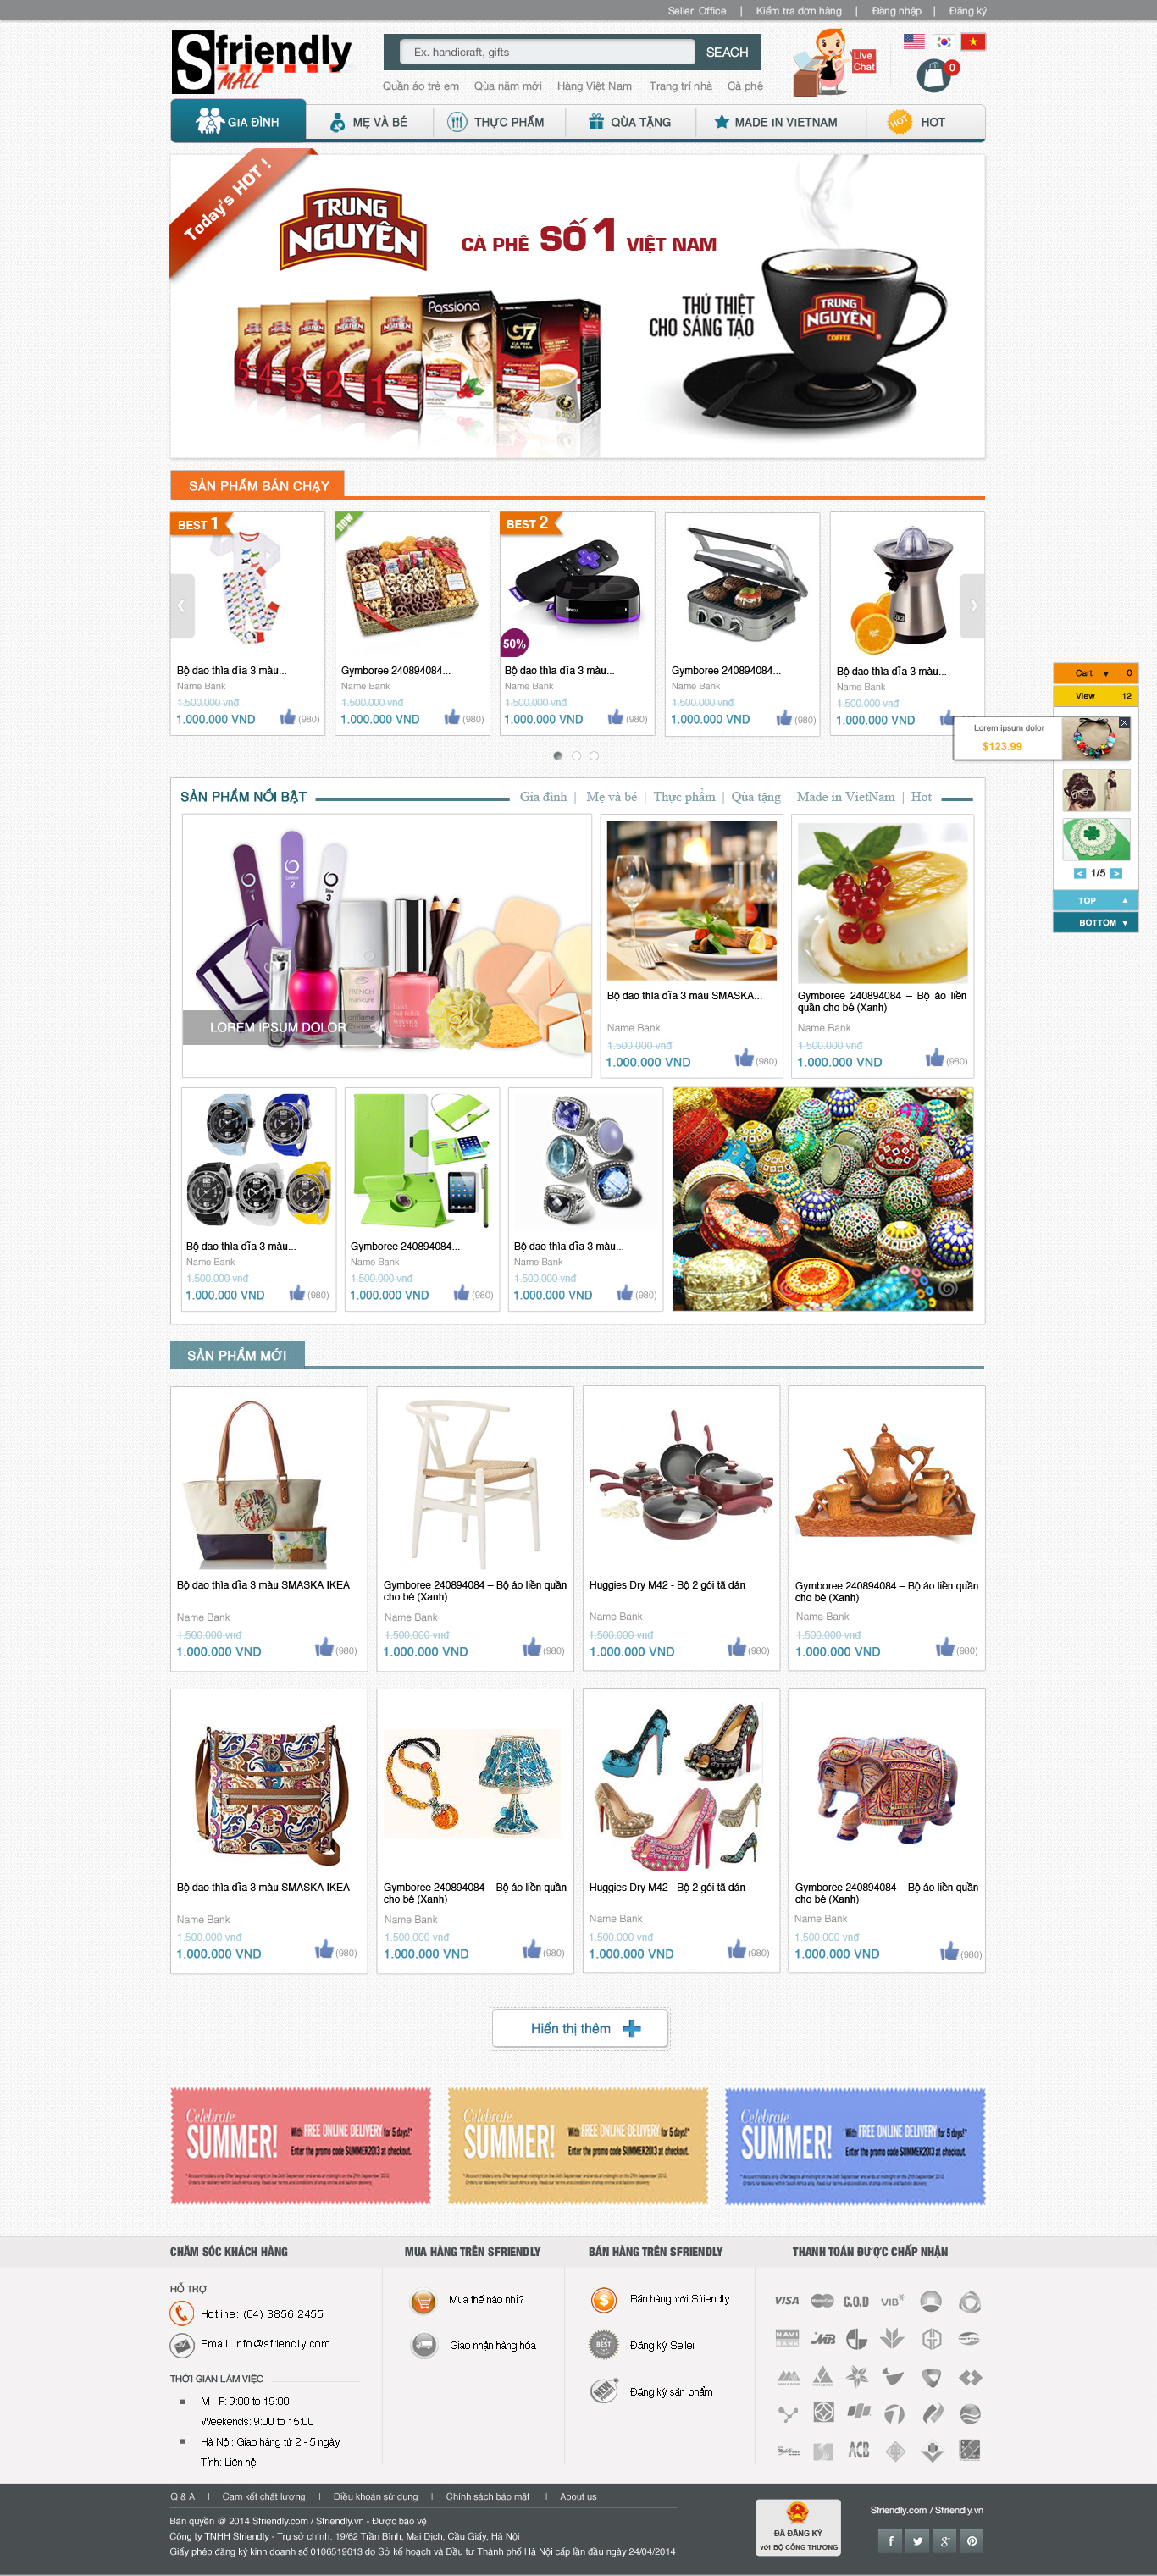 Seller Office | Kiểm tra đơn hàng | Đăng nhập | Đăng ký
Sfriendly
MALL
Ex. handicraft, gifts
SEACH
Live
Chat
0
Quần áo trẻ em Qùa năm mới Hàng Việt Nam Trang trí nhà Cà phê
GIA ĐÌNH MẸ VÀ BÉ THỰC PHẨM QÙA TẶNG MADE IN VIETNAM HOT HOT
Today's HOT !
TRUNG
NGUYÊN
CÀ PHÊ SỐ 1 VIỆT NAM
THỨ THIỆT
CHO SÁNG TẠO
TRUNG
NGUYÊN
COFFEE
Passiona
G7
5 4 3 2 1
SẢN PHẨM BÁN CHẠY
BEST 1
new
BEST 2
50%
Bộ dao thìa dĩa 3 màu...
Name Bank
1.500.000 vnđ
1.000.000 VND (980)
Gymboree 240894084...
Name Bank
1.500.000 vnđ
1.000.000 VND (980)
Bộ dao thìa dĩa 3 màu...
Name Bank
1.500.000 vnđ
1.000.000 VND (980)
Gymboree 240894084...
Name Bank
1.500.000 vnđ
1.000.000 VND (980)
Bộ dao thìa dĩa 3 màu...
Name Bank
1.500.000 vnđ
1.000.000 VND
Cart 0
View 12
Lorem ipsum dolor
$123.99
< 1/5 >
TOP
BOTTOM
SẢN PHẨM NỔI BẬT
Gia đình | Mẹ và bé | Thực phẩm | Qùa tặng | Made in VietNam | Hot
1 2 3
FRENCH
manicure
oriflame
LOREM IPSUM DOLOR
Bộ dao thìa dĩa 3 màu SMASKA...
Name Bank
1.500.000 vnđ
1.000.000 VND (980)
Gymboree 240894084 – Bộ áo liền
quần cho bé (Xanh)
Name Bank
1.500.000 vnđ
1.000.000 VND (980)
Bộ dao thìa dĩa 3 màu...
Name Bank
1.500.000 vnđ
1.000.000 VND (980)
Gymboree 240894084...
Name Bank
1.500.000 vnđ
1.000.000 VND (980)
Bộ dao thìa dĩa 3 màu...
Name Bank
1.500.000 vnđ
1.000.000 VND (980)
SẢN PHẨM MỚI
Bộ dao thìa dĩa 3 màu SMASKA IKEA
Name Bank
1.500.000 vnđ
1.000.000 VND (980)
Gymboree 240894084 – Bộ áo liền quần
cho bé (Xanh)
Name Bank
1.500.000 vnđ
1.000.000 VND (980)
Huggies Dry M42 - Bộ 2 gói tã dán
Name Bank
1.500.000 vnđ
1.000.000 VND (980)
Gymboree 240894084 – Bộ áo liền quần
cho bé (Xanh)
Name Bank
1.500.000 vnđ
1.000.000 VND (980)
Bộ dao thìa dĩa 3 màu SMASKA IKEA
Name Bank
1.500.000 vnđ
1.000.000 VND (980)
Gymboree 240894084 – Bộ áo liền quần
cho bé (Xanh)
Name Bank
1.500.000 vnđ
1.000.000 VND (980)
Huggies Dry M42 - Bộ 2 gói tã dán
Name Bank
1.500.000 vnđ
1.000.000 VND (980)
Gymboree 240894084 – Bộ áo liền quần
cho bé (Xanh)
Name Bank
1.500.000 vnđ
1.000.000 VND (980)
Hiển thị thêm
Celebrate
SUMMER!
With FREE ONLINE DELIVERY for 5 days!*
Enter the promo code SUMMER2013 at checkout.
Celebrate
SUMMER!
With FREE ONLINE DELIVERY for 5 days!*
Enter the promo code SUMMER2013 at checkout.
Celebrate
SUMMER!
With FREE ONLINE DELIVERY for 5 days!*
Enter the promo code SUMMER2013 at checkout.
CHĂM SÓC KHÁCH HÀNG
HỖ TRỢ
Hotline: (04) 3856 2455
Email: info@sfriendly.com
THỜI GIAN LÀM VIỆC
M - F: 9:00 to 19:00
Weekends: 9:00 to 15:00
Hà Nội: Giao hàng từ 2 - 5 ngày
Tỉnh: Liên hệ
MUA HÀNG TRÊN SFRIENDLY
Mua thế nào nhỉ?
Giao nhận hàng hóa
BÁN HÀNG TRÊN SFRIENDLY
Bán hàng với Sfriendly
BEST
Đăng ký Seller
NEW
Đăng ký sản phẩm
THANH TOÁN ĐƯỢC CHẤP NHẬN
VISA MasterCard C.O.D VIB
NAVI
BANK
MB
ACB
Q & A | Cam kết chất lượng | Điều khoản sử dụng | Chính sách bảo mật | About us
Bản quyền @ 2014 Sfriendly.com / Sfriendly.vn - Được bảo vệ
Công ty TNHH Sfriendly - Trụ sở chính: 19/62 Trần Bình, Mai Dịch, Cầu Giấy, Hà Nội
Giấy phép đăng ký kinh doanh số 0106519613 do Sở kế hoạch và Đầu tư Thành phố Hà Nội cấp lần đầu ngày 24/04/2014
ĐÃ ĐĂNG KÝ
với BỘ CÔNG THƯƠNG
Sfriendly.com / Sfriendly.vn